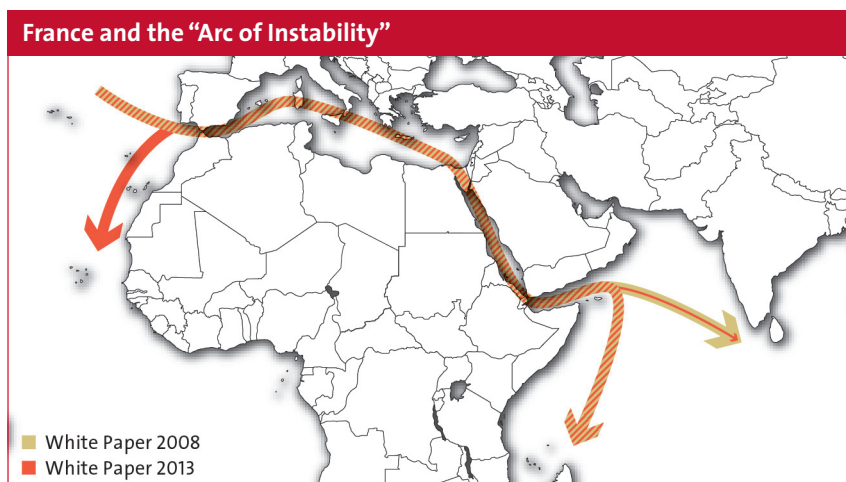 France and the “Arc of Instability”
White Paper 2008
White Paper 2013